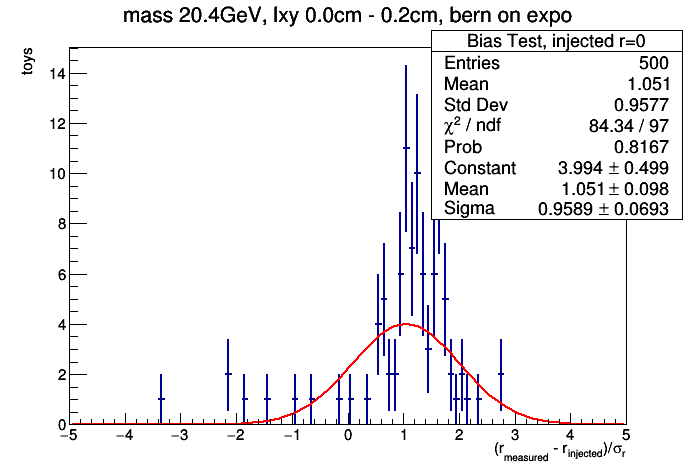 mass 20.4GeV, lxy 0.0cm - 0.2cm, bern on expo
Bias Test, injected r=0
Entries 500
Mean 1.051
Std Dev 0.9577
χ² / ndf 84.34 / 97
Prob 0.8167
Constant 3.994 ± 0.499
Mean 1.051 ± 0.098
Sigma 0.9589 ± 0.0693
toys
14
12
10
8
6
4
2
0
−5 −4 −3 −2 −1 0 1 2 3 4 5
(r_measured - r_injected)/σ_r